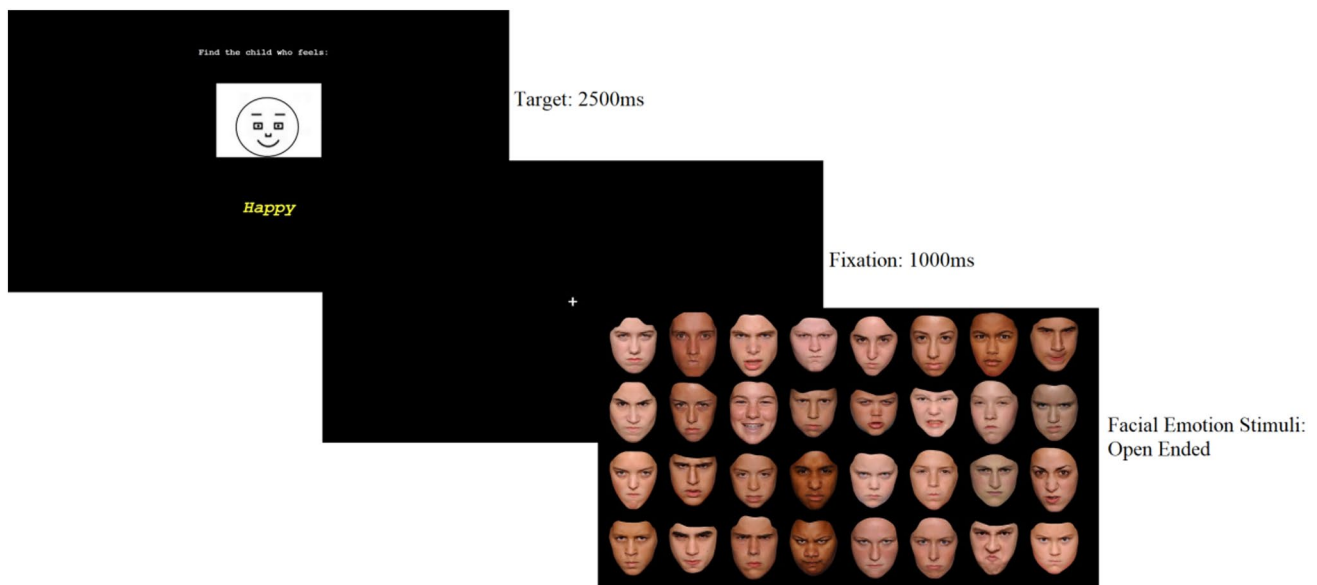 Find the child who feels:
Happy
Target: 2500ms
Fixation: 1000ms
+
Facial Emotion Stimuli:
Open Ended